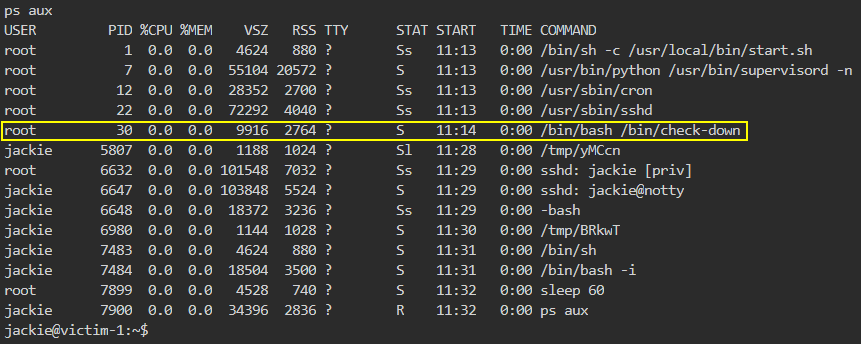 ps aux
USER PID %CPU %MEM VSZ RSS TTY STAT START TIME COMMAND
root 1 0.0 0.0 4624 880 ? Ss 11:13 0:00 /bin/sh -c /usr/local/bin/start.sh
root 7 0.0 0.0 55104 20572 ? S 11:13 0:00 /usr/bin/python /usr/bin/supervisord -n
root 12 0.0 0.0 28352 2700 ? Ss 11:13 0:00 /usr/sbin/cron
root 22 0.0 0.0 72292 4040 ? Ss 11:13 0:00 /usr/sbin/sshd
root 30 0.0 0.0 9916 2764 ? S 11:14 0:00 /bin/bash /bin/check-down
jackie 5807 0.0 0.0 1188 1024 ? Sl 11:28 0:00 /tmp/yMCcn
root 6632 0.0 0.0 101548 7032 ? Ss 11:29 0:00 sshd: jackie [priv]
jackie 6647 0.0 0.0 103848 5524 ? S 11:29 0:00 sshd: jackie@notty
jackie 6648 0.0 0.0 18372 3236 ? Ss 11:29 0:00 -bash
jackie 6980 0.0 0.0 1144 1028 ? S 11:30 0:00 /tmp/BRkwT
jackie 7483 0.0 0.0 4624 880 ? S 11:31 0:00 /bin/sh
jackie 7484 0.0 0.0 18504 3500 ? S 11:31 0:00 /bin/bash -i
root 7899 0.0 0.0 4528 740 ? S 11:32 0:00 sleep 60
jackie 7900 0.0 0.0 34396 2836 ? R 11:32 0:00 ps aux
jackie@victim-1:~$